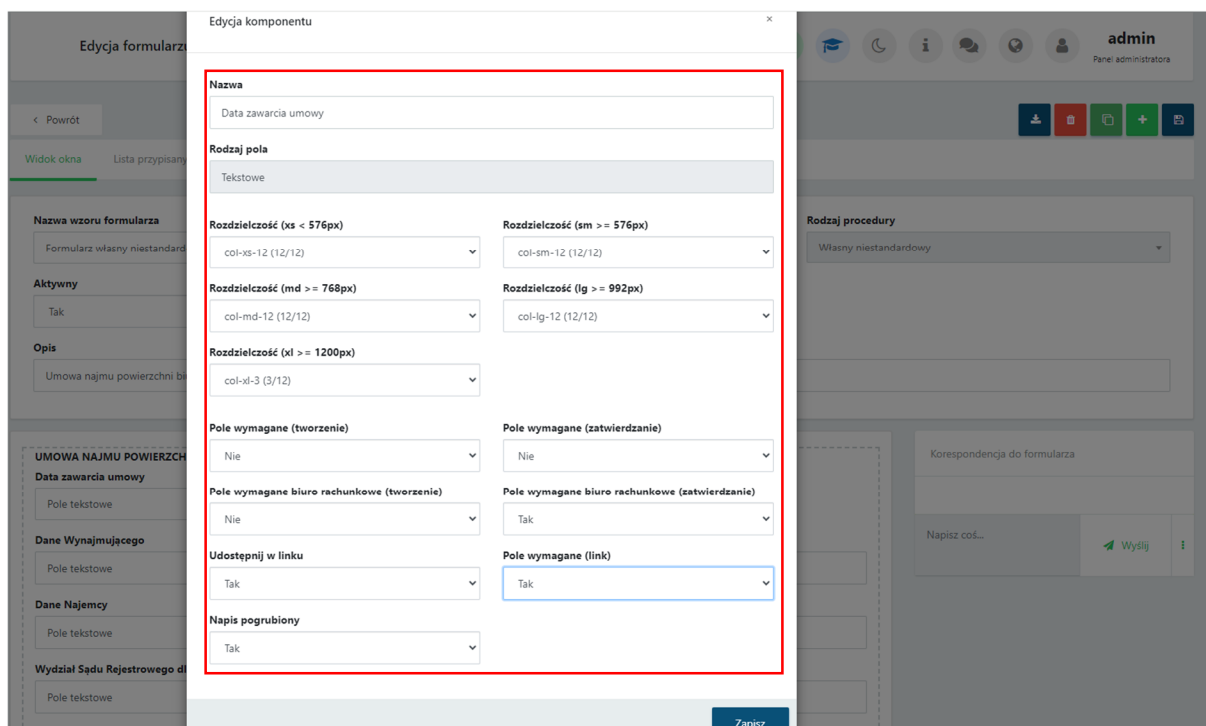 Edycja komponentu ×
Edycja formularzu
admin
Panel administratora
Nazwa
Data zawarcia umowy
< Powrót
Rodzaj pola
Tekstowe
Widok okna Lista przypisany
Nazwa wzoru formularza
Rozdzielczość (xs < 576px) Rozdzielczość (sm >= 576px)
Rodzaj procedury
Formularz własny niestandard
col-xs-12 (12/12) col-sm-12 (12/12)
Własny niestandardowy
Aktywny
Rozdzielczość (md >= 768px) Rozdzielczość (lg >= 992px)
Tak
col-md-12 (12/12) col-lg-12 (12/12)
Opis
Rozdzielczość (xl >= 1200px)
Umowa najmu powierzchni bi
col-xl-3 (3/12)
Pole wymagane (tworzenie) Pole wymagane (zatwierdzanie)
Nie Nie
UMOWA NAJMU POWIERZCH
Korespondencja do formularza
Data zawarcia umowy
Pole wymagane biuro rachunkowe (tworzenie) Pole wymagane biuro rachunkowe (zatwierdzanie)
Pole tekstowe
Nie Tak
Dane Wynajmującego
Napisz coś...
Wyślij
Udostępnij w linku Pole wymagane (link)
Pole tekstowe
Tak Tak
Dane Najemcy
Napis pogrubiony
Pole tekstowe
Tak
Wydział Sądu Rejestrowego dl
Pole tekstowe
Zapisz